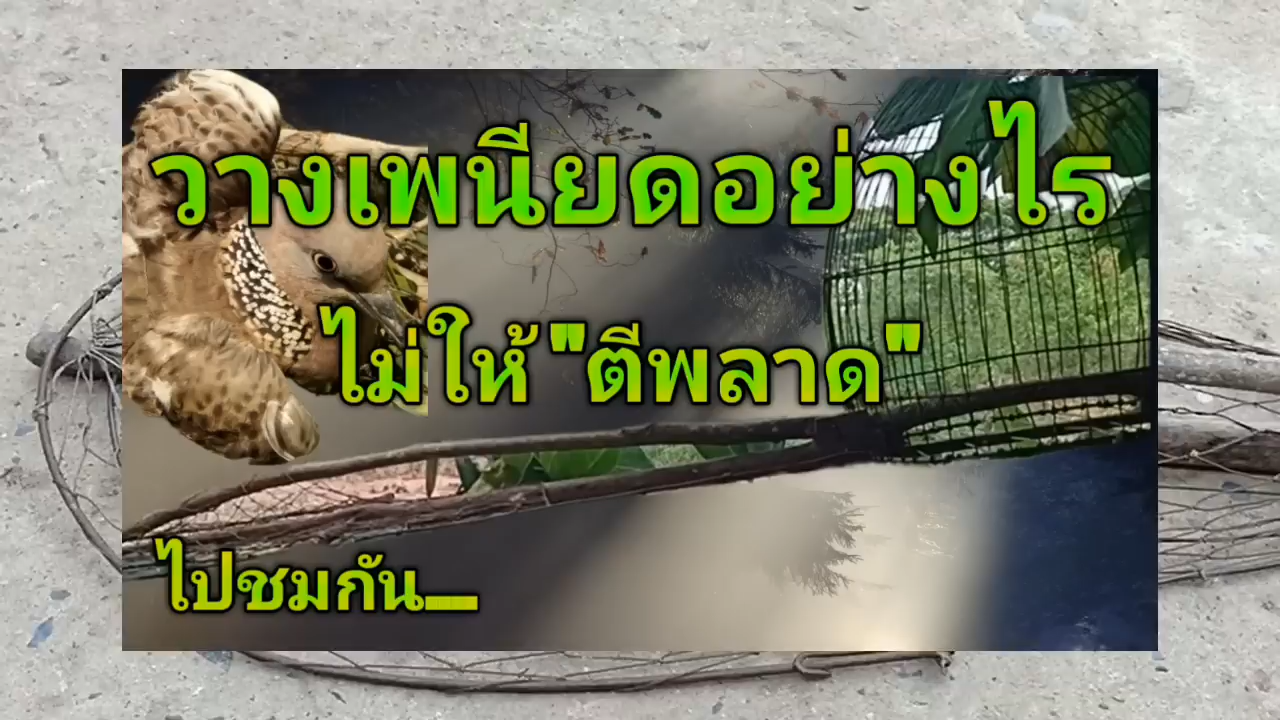 วางเพนียดอย่างไร
ไม่ให้ "ตีพลาด"
ไปชมกัน.....